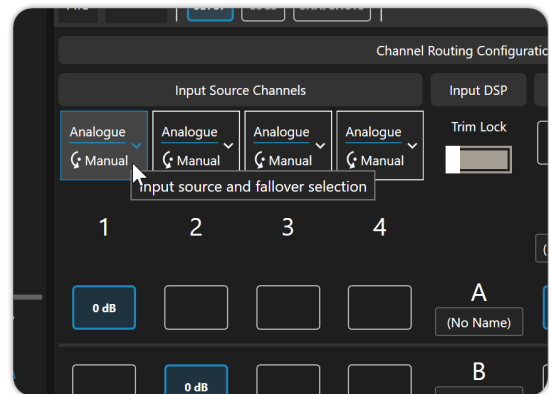 Channel Routing Configuratio
Input Source Channels
Input DSP
Analogue
Manual
Analogue
Manual
Analogue
Manual
Analogue
Manual
Trim Lock
Input source and fallover selection
1
2
3
4
0 dB
A
(No Name)
0 dB
B